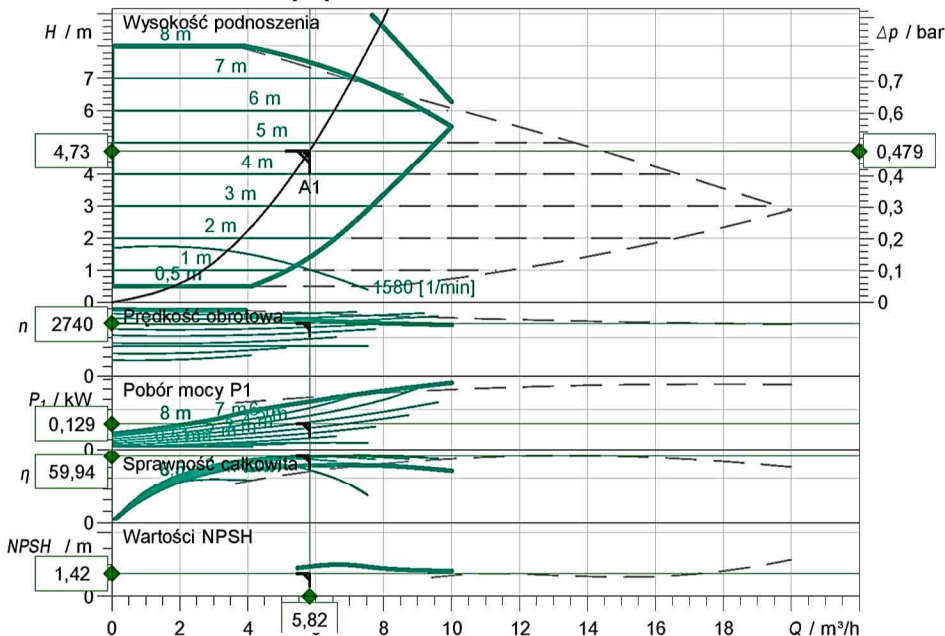 Wysokość podnoszenia
H / m
Δp / bar
8 m
7 m
7
0,7
6 m
6
0,6
5 m
4,73
0,479
4 m
4
0,4
A1
3 m
3
0,3
2 m
2
0,2
1 m
1
0,1
0,5 m
1580 [1/min]
0
0
Prędkość obrotowa
n
2740
0
Pobór mocy P1
P₁ / kW
8 m
7 m
0,129
0
Sprawność całkowita
η
59,94
0
Wartości NPSH
NPSH / m
1,42
0
5,82
0 2 4 8 10 12 14 16 18 Q / m³/h